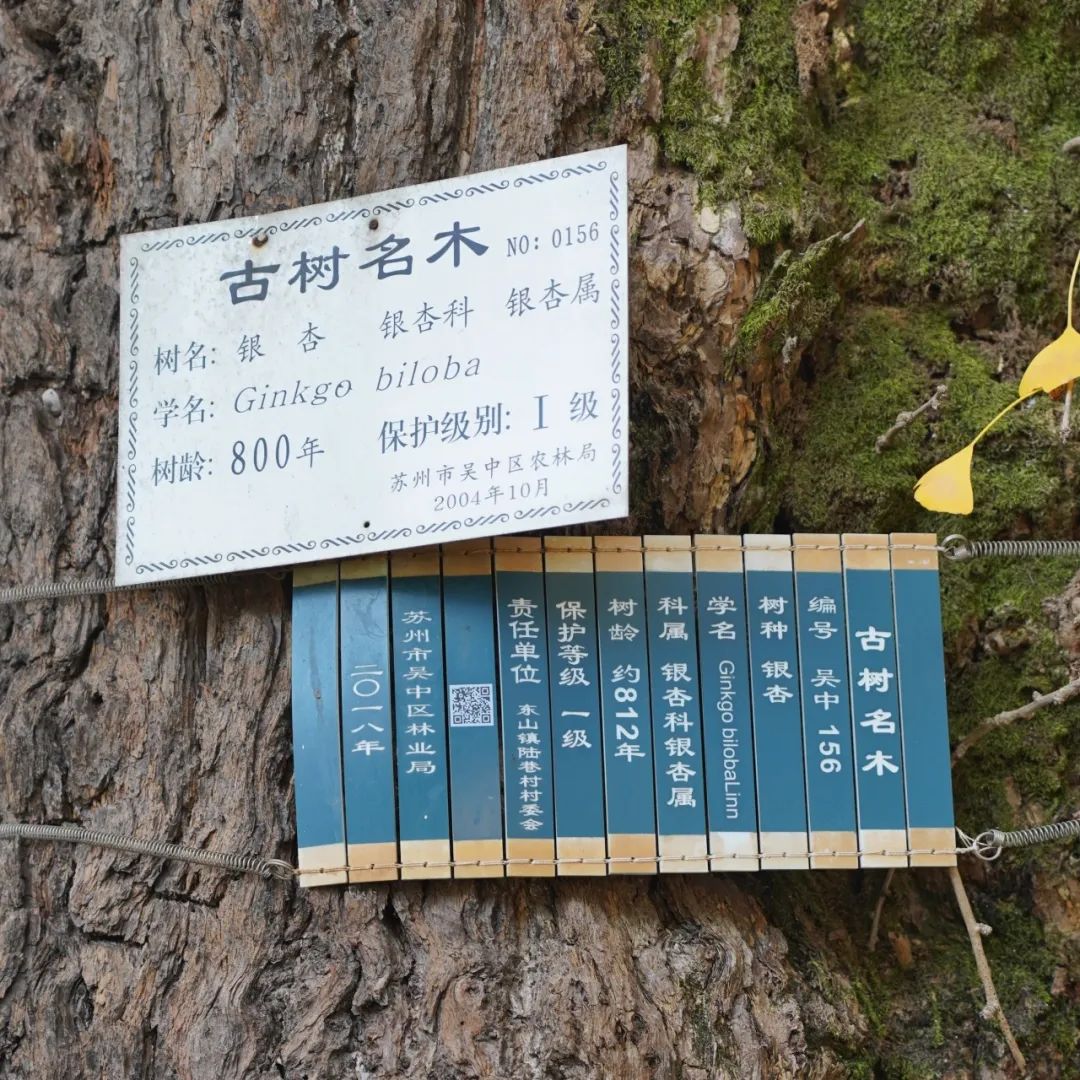 古树名木 NO: 0156
树名: 银 杏 银杏科 银杏属
学名: Ginkgo biloba
树龄: 800年 保护级别: I 级
苏州市吴中区农林局
2004年10月
古树名木
编号 吴中 156
树种 银杏
学名 Ginkgo bilobaLinn
科属 银杏科银杏属
树龄 约812年
保护等级 一级
责任单位 东山镇陆巷村村委会
苏州市吴中区林业局
二〇一八年